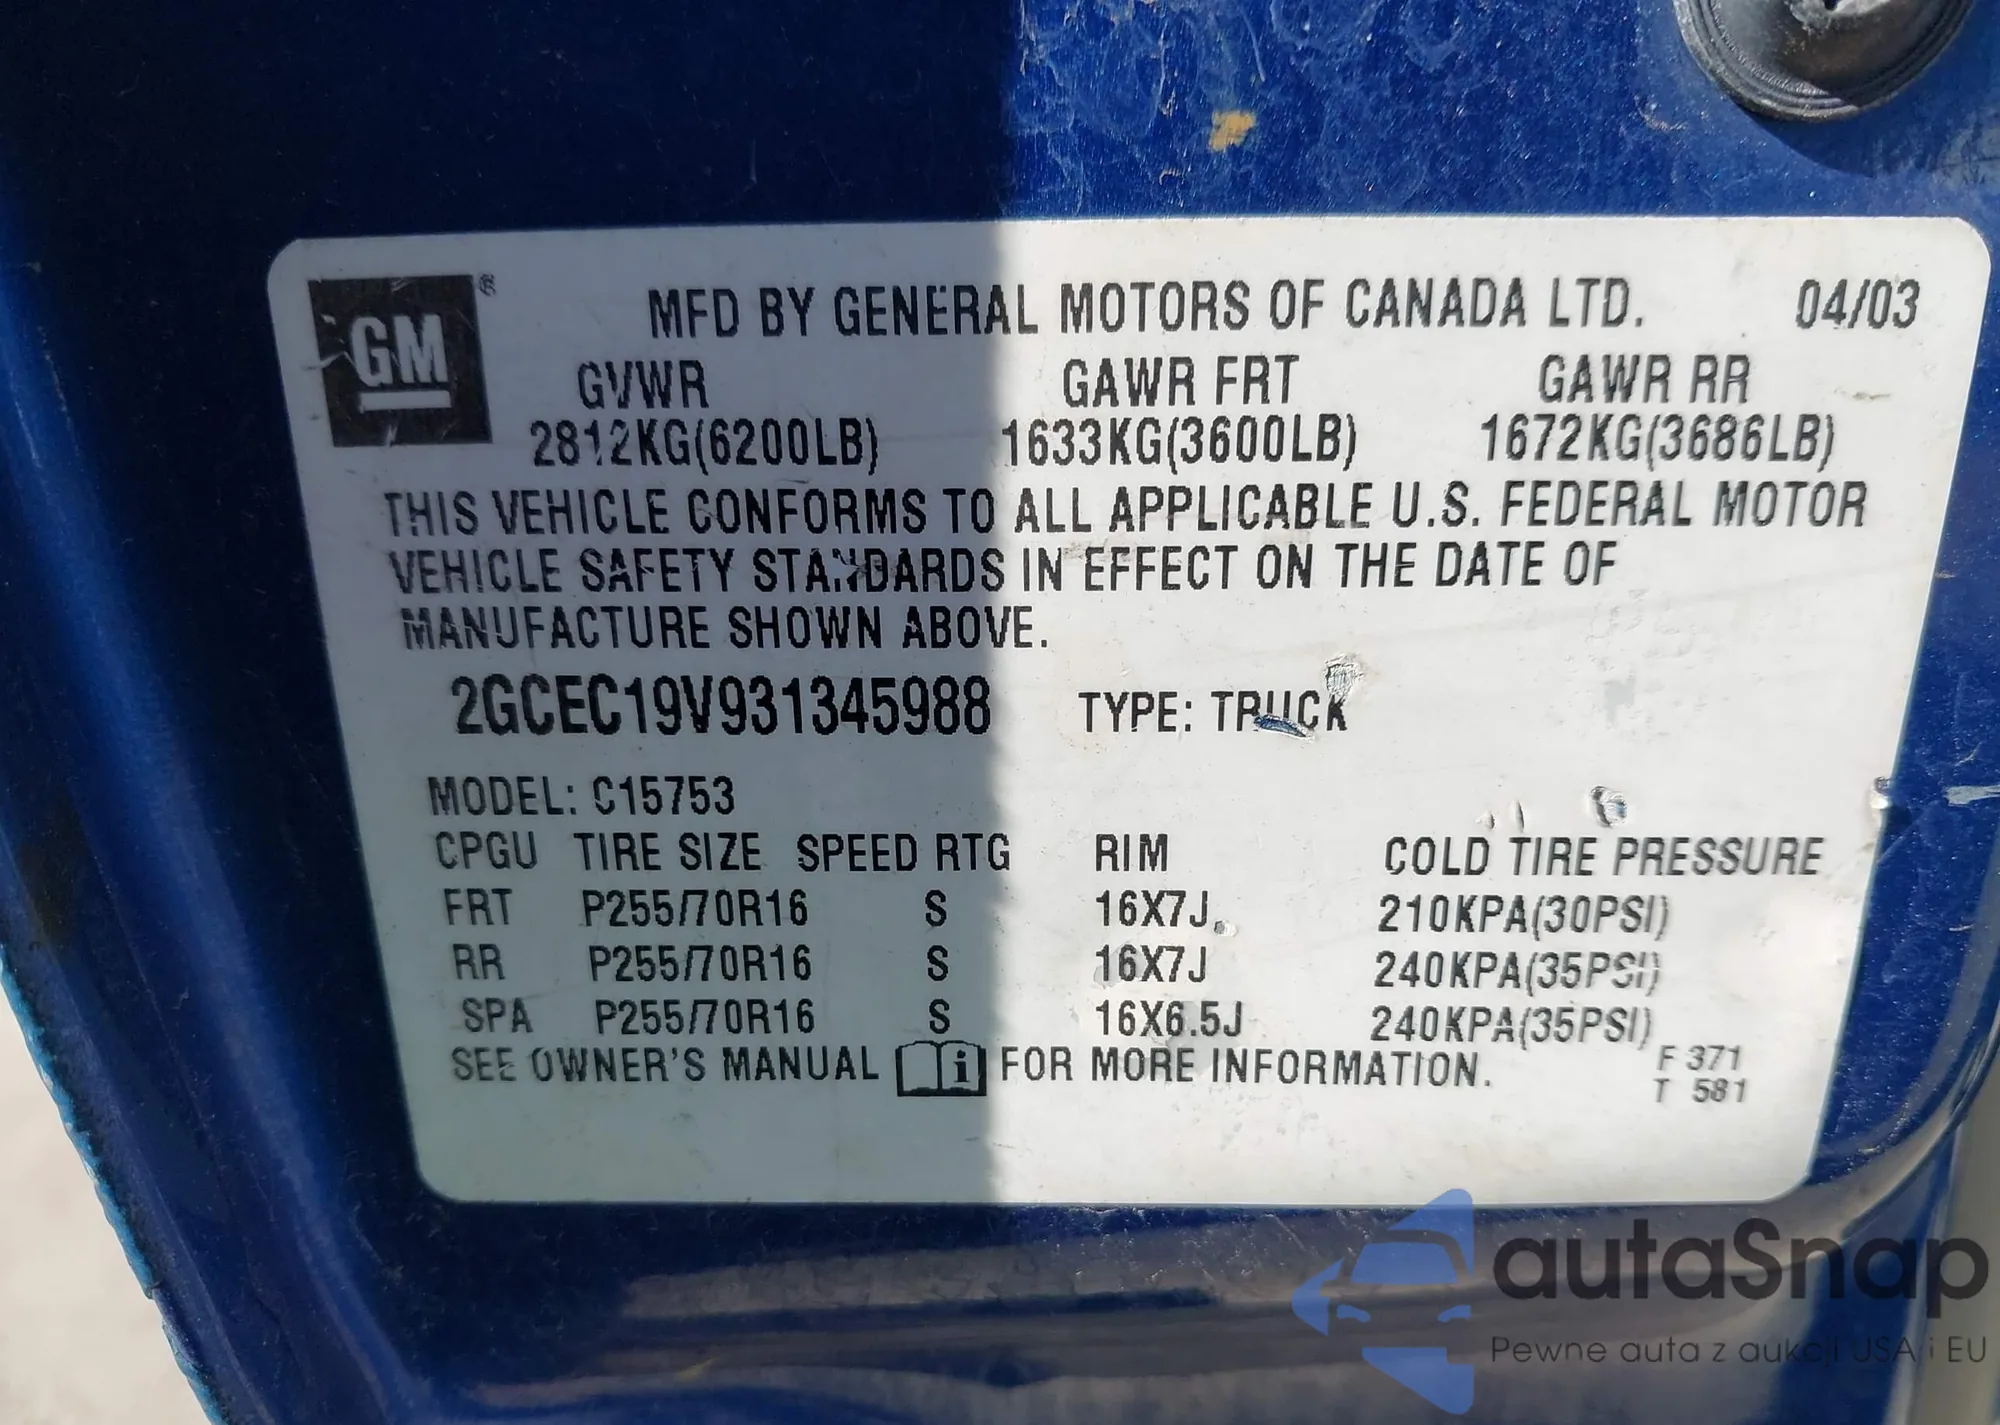 GM ®
MFD BY GENERAL MOTORS OF CANADA LTD. 04/03
GVWR GAWR FRT GAWR RR
2812KG(6200LB) 1633KG(3600LB) 1672KG(3686LB)
THIS VEHICLE CONFORMS TO ALL APPLICABLE U.S. FEDERAL MOTOR
VEHICLE SAFETY STANDARDS IN EFFECT ON THE DATE OF
MANUFACTURE SHOWN ABOVE.
2GCEC19V931345988 TYPE: TRUCK
MODEL: C15753
CPGU TIRE SIZE SPEED RTG RIM COLD TIRE PRESSURE
FRT P255/70R16 S 16X7J 210KPA(30PSI)
RR P255/70R16 S 16X7J 240KPA(35PSI)
SPA P255/70R16 S 16X6.5J 240KPA(35PSI)
SEE OWNER'S MANUAL i FOR MORE INFORMATION.
F 371
T 581
autaSnap
Pewne auta z aukcji USA i EU